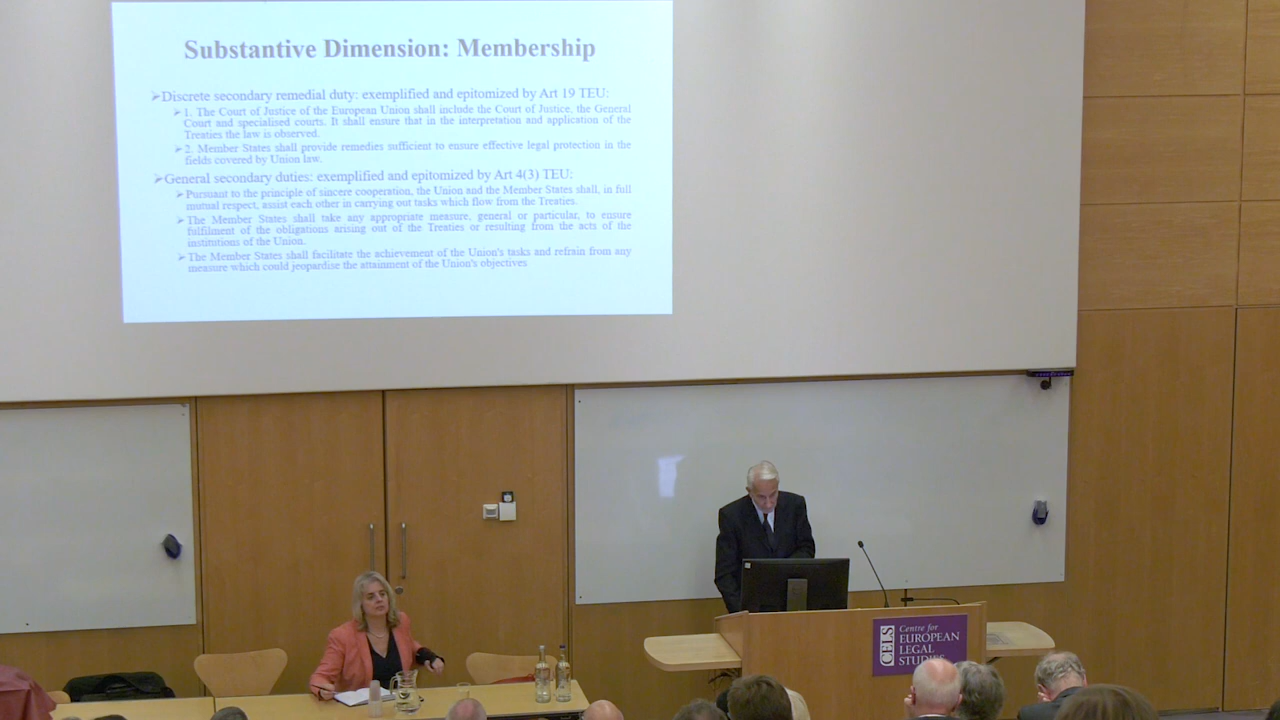 Substantive Dimension: Membership
➢Discrete secondary remedial duty: exemplified and epitomized by Art 19 TEU:
➢1. The Court of Justice of the European Union shall include the Court of Justice, the General
Court and specialised courts. It shall ensure that in the interpretation and application of the
Treaties the law is observed.
➢2. Member States shall provide remedies sufficient to ensure effective legal protection in the
fields covered by Union law.
➢General secondary duties: exemplified and epitomized by Art 4(3) TEU:
➢Pursuant to the principle of sincere cooperation, the Union and the Member States shall, in full
mutual respect, assist each other in carrying out tasks which flow from the Treaties.
➢The Member States shall take any appropriate measure, general or particular, to ensure
fulfilment of the obligations arising out of the Treaties or resulting from the acts of the
institutions of the Union.
➢The Member States shall facilitate the achievement of the Union's tasks and refrain from any
measure which could jeopardise the attainment of the Union's objectives
CELS
Centre for
EUROPEAN
LEGAL
STUDIES